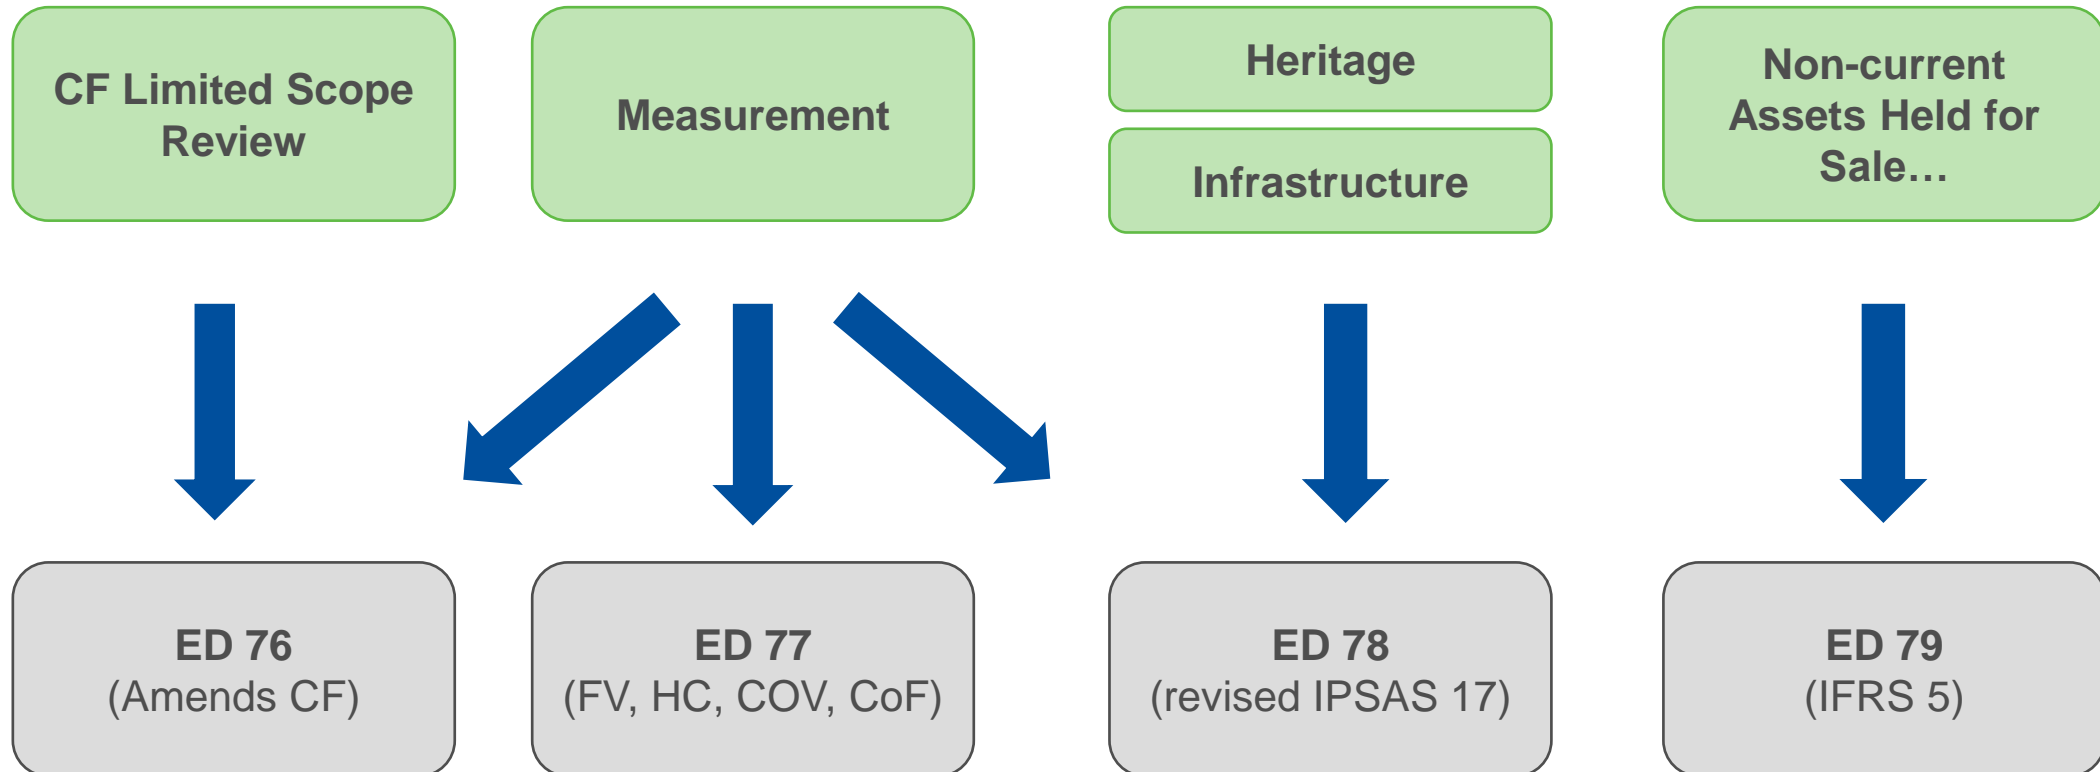 CF Limited Scope
Review
Measurement
Heritage
Infrastructure
Non-current
Assets Held for
Sale…
ED 76
(Amends CF)
ED 77
(FV, HC, COV, CoF)
ED 78
(revised IPSAS 17)
ED 79
(IFRS 5)